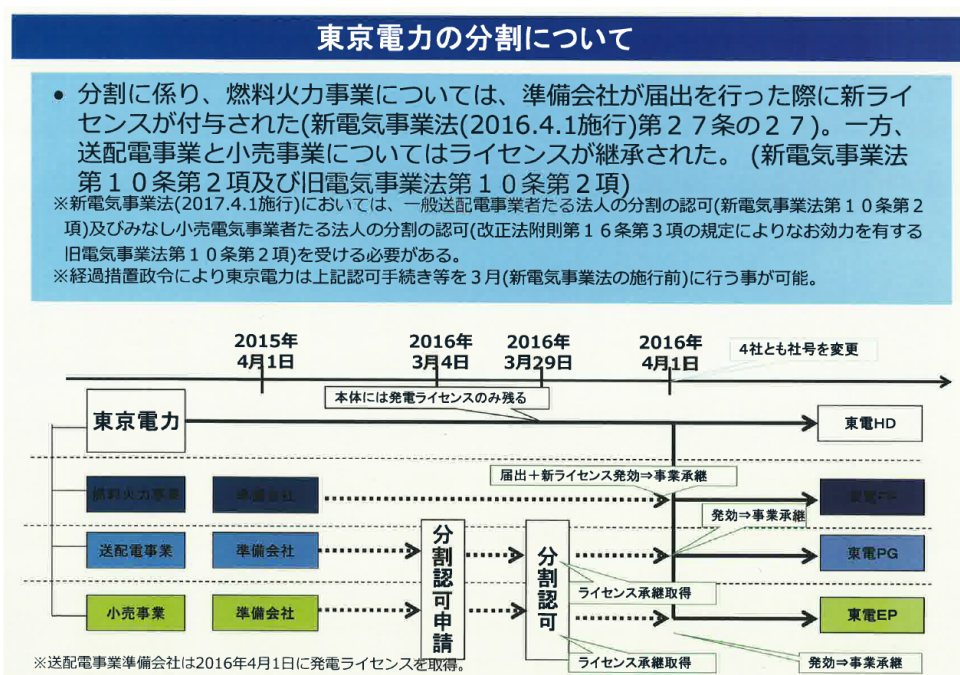 東京電力の分割について
• 分割に係り、燃料火力事業については、準備会社が届出を行った際に新ライ
センスが付与された(新電気事業法(2016.4.1施行)第２７条の２７)。一方、
送配電事業と小売事業についてはライセンスが継承された。 (新電気事業法
第１０条第２項及び旧電気事業法第１０条第２項)
※新電気事業法(2017.4.1施行)においては、一般送配電事業者たる法人の分割の認可(新電気事業法第１０条第２
項)及びみなし小売電気事業者たる法人の分割の認可(改正法附則第１６条第３項の規定によりなお効力を有する
旧電気事業法第１０条第２項)を受ける必要がある。
※経過措置政令により東京電力は上記認可手続き等を３月(新電気事業法の施行前)に行う事が可能。
2015年
4月1日
2016年
3月4日
2016年
3月29日
2016年
4月1日
4社とも社号を変更
本体には発電ライセンスのみ残る
東京電力
東電HD
届出＋新ライセンス発効⇒事業承継
燃料火力事業
準備会社
発効⇒事業承継
送配電事業
準備会社
分割認可申請
分割認可
東電PG
ライセンス承継取得
小売事業
準備会社
東電EP
ライセンス承継取得
発効⇒事業承継
※送配電事業準備会社は2016年4月1日に発電ライセンスを取得。